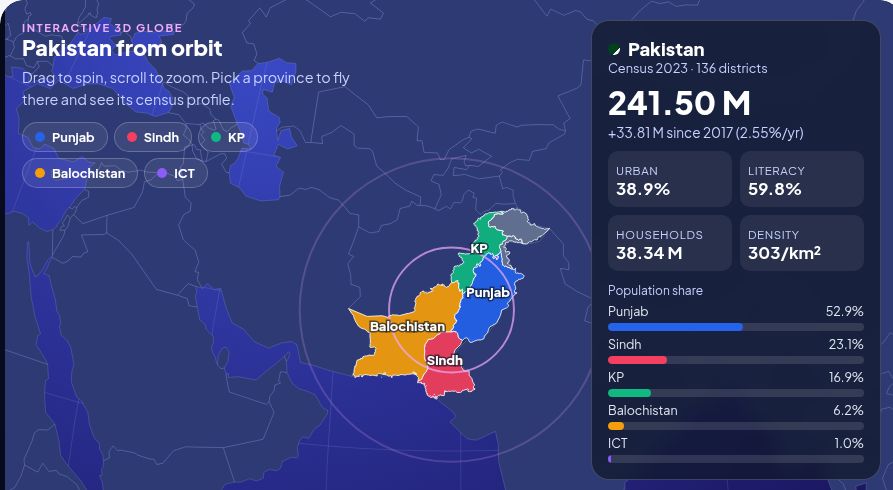 INTERACTIVE 3D GLOBE
Pakistan from orbit
Drag to spin, scroll to zoom. Pick a province to fly
there and see its census profile.
Punjab
Sindh
KP
Balochistan
ICT
KP
Punjab
Balochistan
Sindh
Pakistan
Census 2023 · 136 districts
241.50 M
+33.81 M since 2017 (2.55%/yr)
URBAN
38.9%
LITERACY
59.8%
HOUSEHOLDS
38.34 M
DENSITY
303/km²
Population share
Punjab 52.9%
Sindh 23.1%
KP 16.9%
Balochistan 6.2%
ICT 1.0%